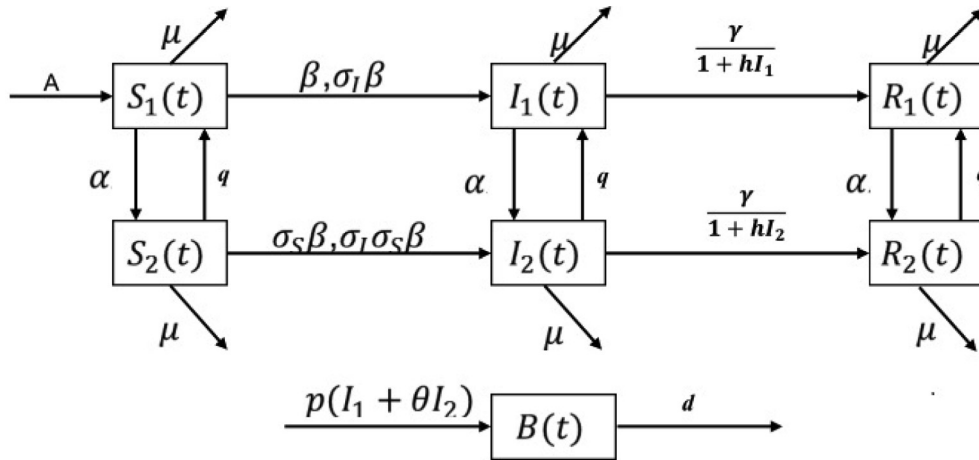 μ μ γ/(1 + hI₁) μ
A S₁(t) β,σ_Iβ I₁(t) R₁(t)
α q α q α
S₂(t) σ_Sβ,σ_Iσ_Sβ I₂(t) γ/(1 + hI₂) R₂(t)
μ μ μ
p(I₁ + θI₂) B(t) d